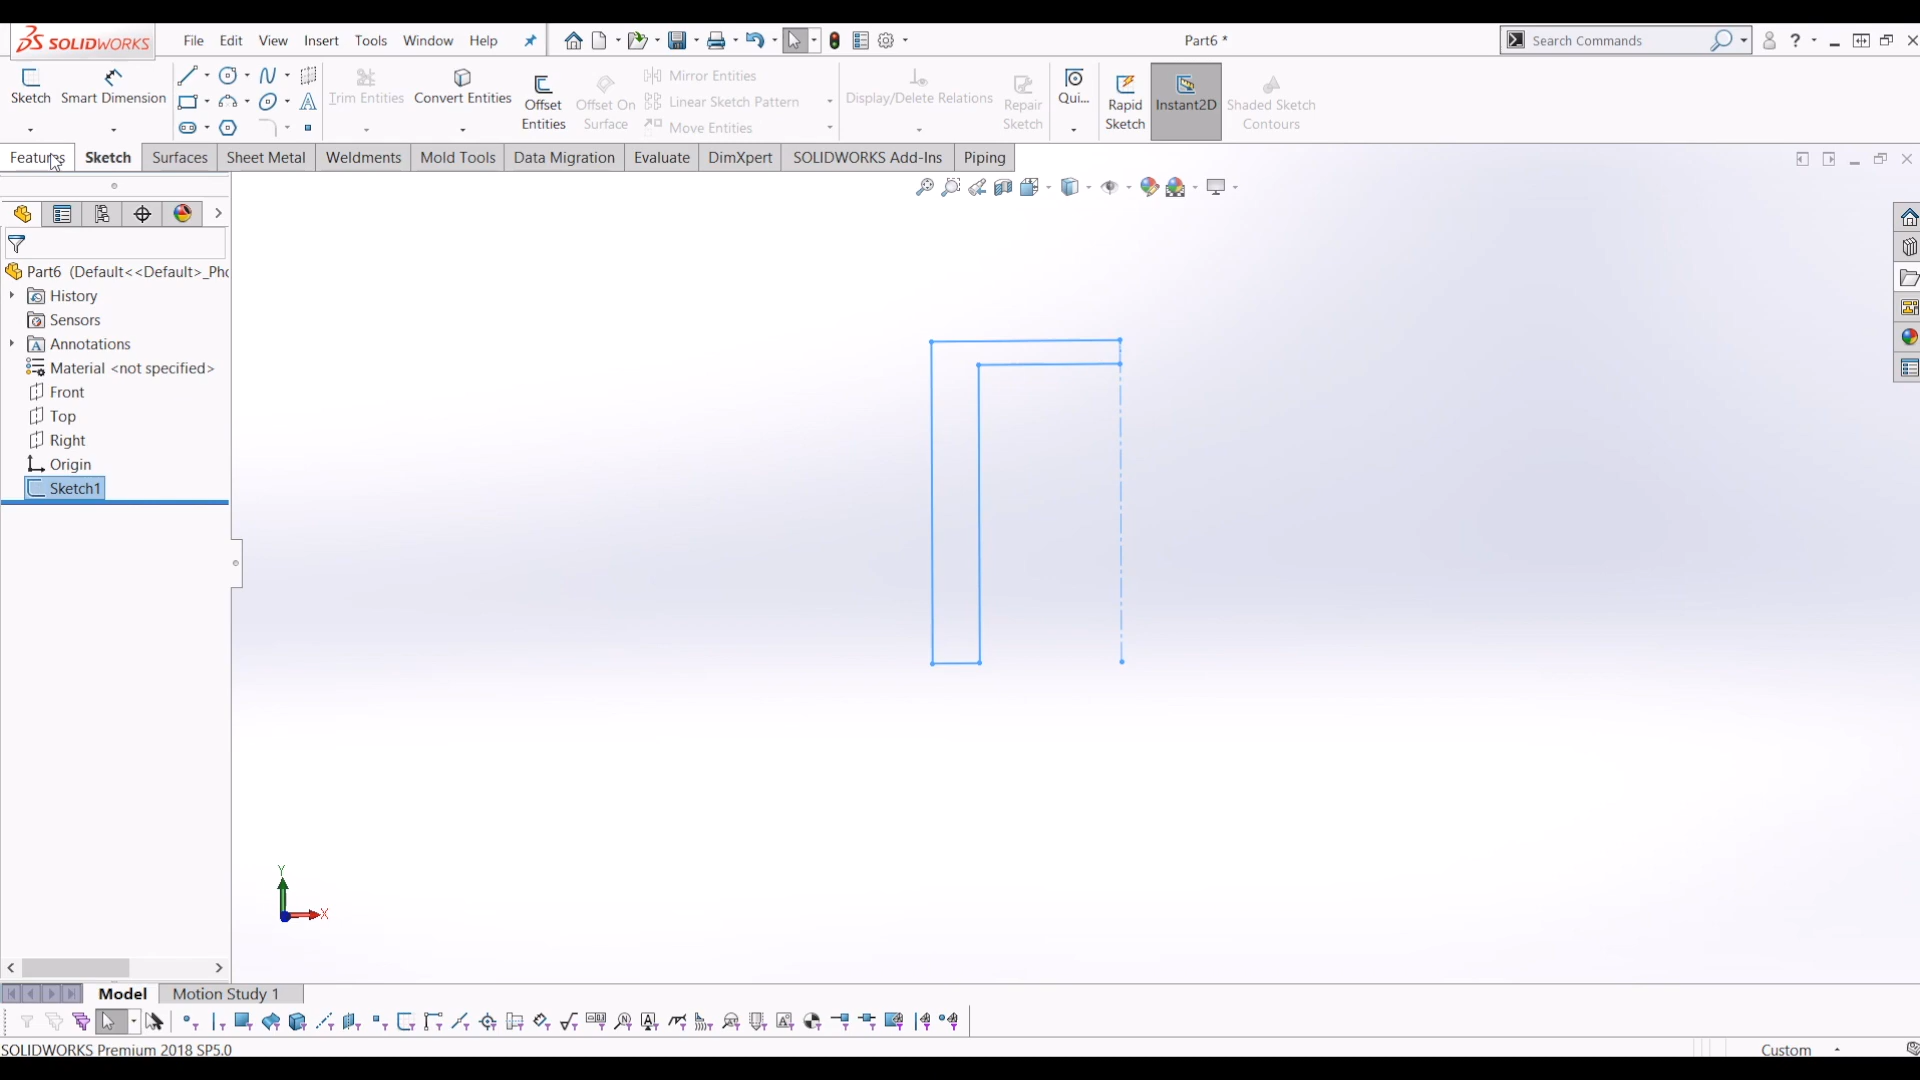 SOLIDWORKS File Edit View Insert Tools Window Help Part6 * Search Commands ?
Sketch Smart Dimension Trim Entities Convert Entities Offset Entities Offset On Surface Mirror Entities Linear Sketch Pattern Move Entities Display/Delete Relations Repair Sketch Qui... Rapid Sketch Instant2D Shaded Sketch Contours
Features Sketch Surfaces Sheet Metal Weldments Mold Tools Data Migration Evaluate DimXpert SOLIDWORKS Add-Ins Piping
Part6 (Default<<Default>_Pho
History
Sensors
Annotations
Material <not specified>
Front
Top
Right
Origin
Sketch1
Y
X
Model Motion Study 1
SOLIDWORKS Premium 2018 SP5.0 Custom